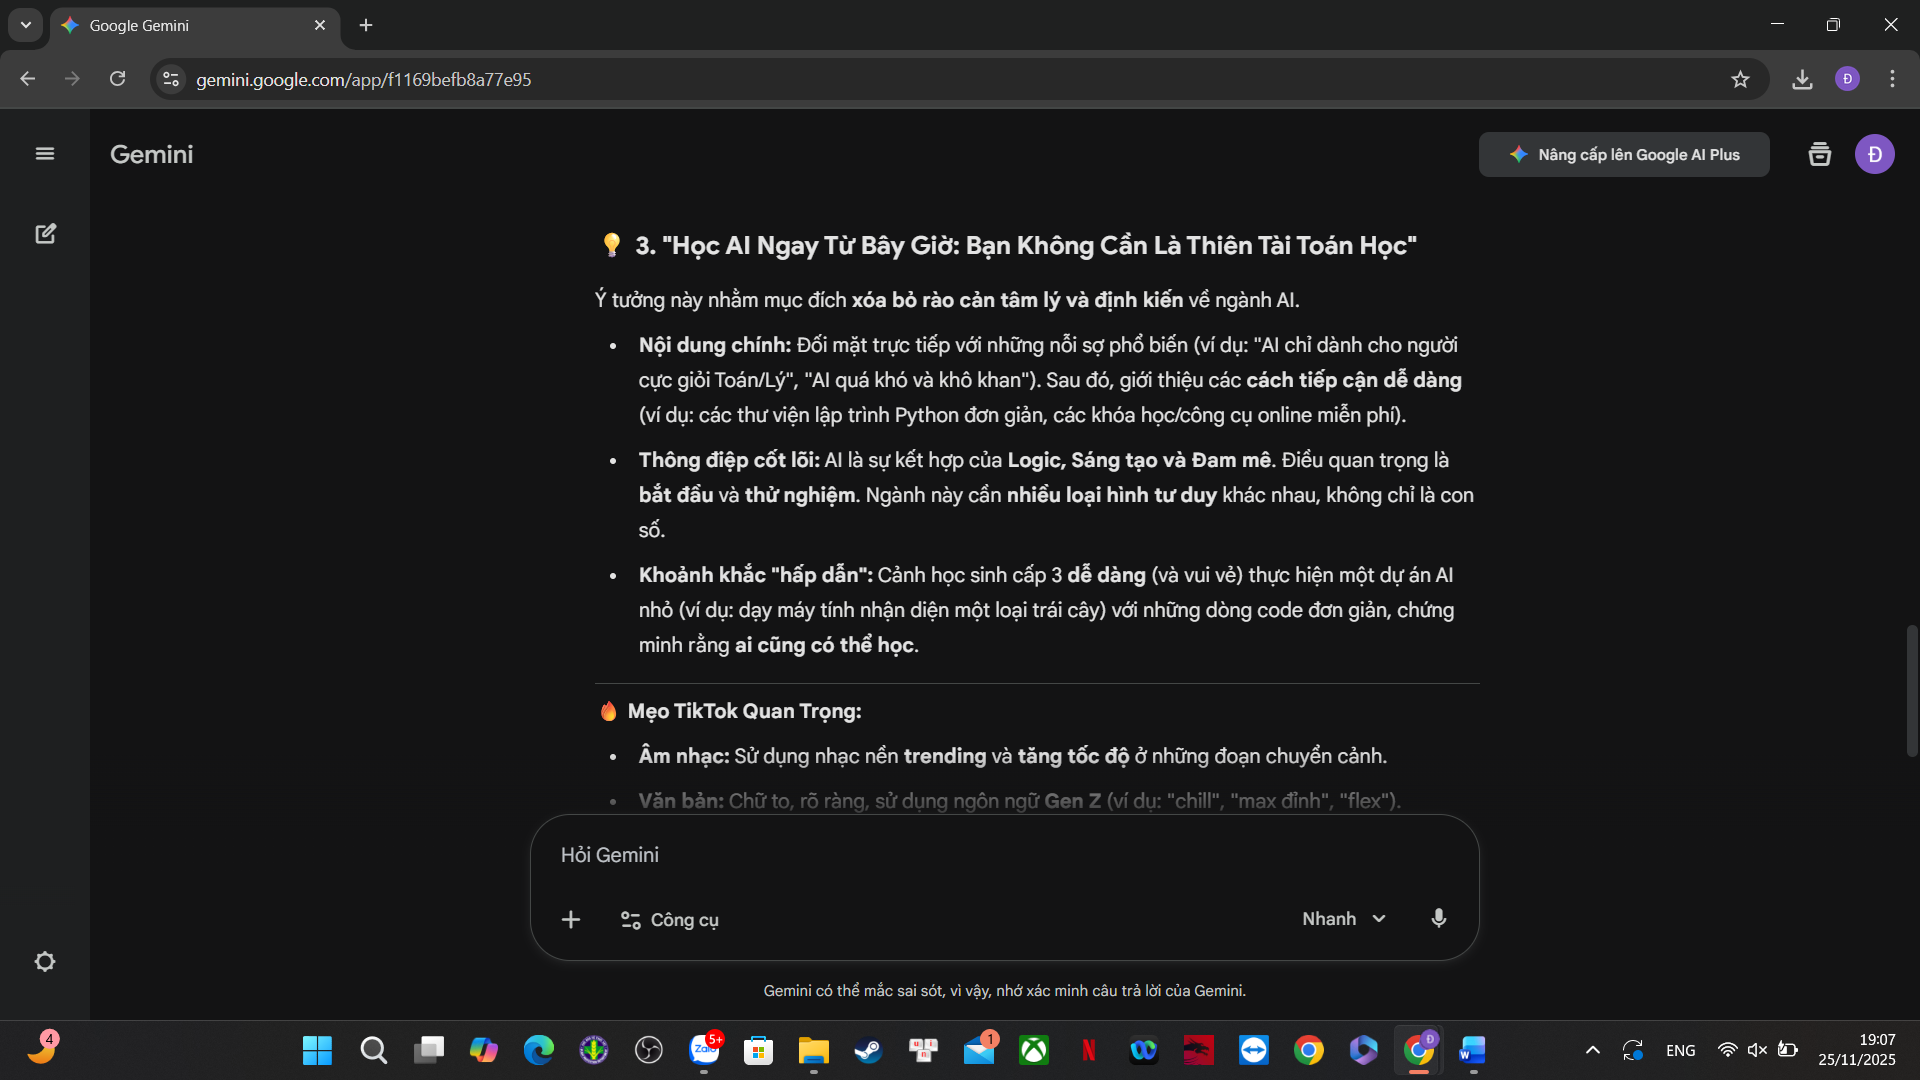 Google Gemini
gemini.google.com/app/f1169befb8a77e95
Đ
Gemini
Nâng cấp lên Google AI Plus
Đ
💡 3. "Học AI Ngay Từ Bây Giờ: Bạn Không Cần Là Thiên Tài Toán Học"
Ý tưởng này nhằm mục đích xóa bỏ rào cản tâm lý và định kiến về ngành AI.
• Nội dung chính: Đối mặt trực tiếp với những nỗi sợ phổ biến (ví dụ: "AI chỉ dành cho người
cực giỏi Toán/Lý", "AI quá khó và khô khan"). Sau đó, giới thiệu các cách tiếp cận dễ dàng
(ví dụ: các thư viện lập trình Python đơn giản, các khóa học/công cụ online miễn phí).
• Thông điệp cốt lõi: AI là sự kết hợp của Logic, Sáng tạo và Đam mê. Điều quan trọng là
bắt đầu và thử nghiệm. Ngành này cần nhiều loại hình tư duy khác nhau, không chỉ là con
số.
• Khoảnh khắc "hấp dẫn": Cảnh học sinh cấp 3 dễ dàng (và vui vẻ) thực hiện một dự án AI
nhỏ (ví dụ: dạy máy tính nhận diện một loại trái cây) với những dòng code đơn giản, chứng
minh rằng ai cũng có thể học.
🔥 Mẹo TikTok Quan Trọng:
• Âm nhạc: Sử dụng nhạc nền trending và tăng tốc độ ở những đoạn chuyển cảnh.
• Văn bản: Chữ to, rõ ràng, sử dụng ngôn ngữ Gen Z (ví dụ: "chill", "max đỉnh", "flex").
Hỏi Gemini
Công cụ
Nhanh
Gemini có thể mắc sai sót, vì vậy, nhớ xác minh câu trả lời của Gemini.
4
Zalo
5+
1
N
Đ
W
ENG
19:07
25/11/2025